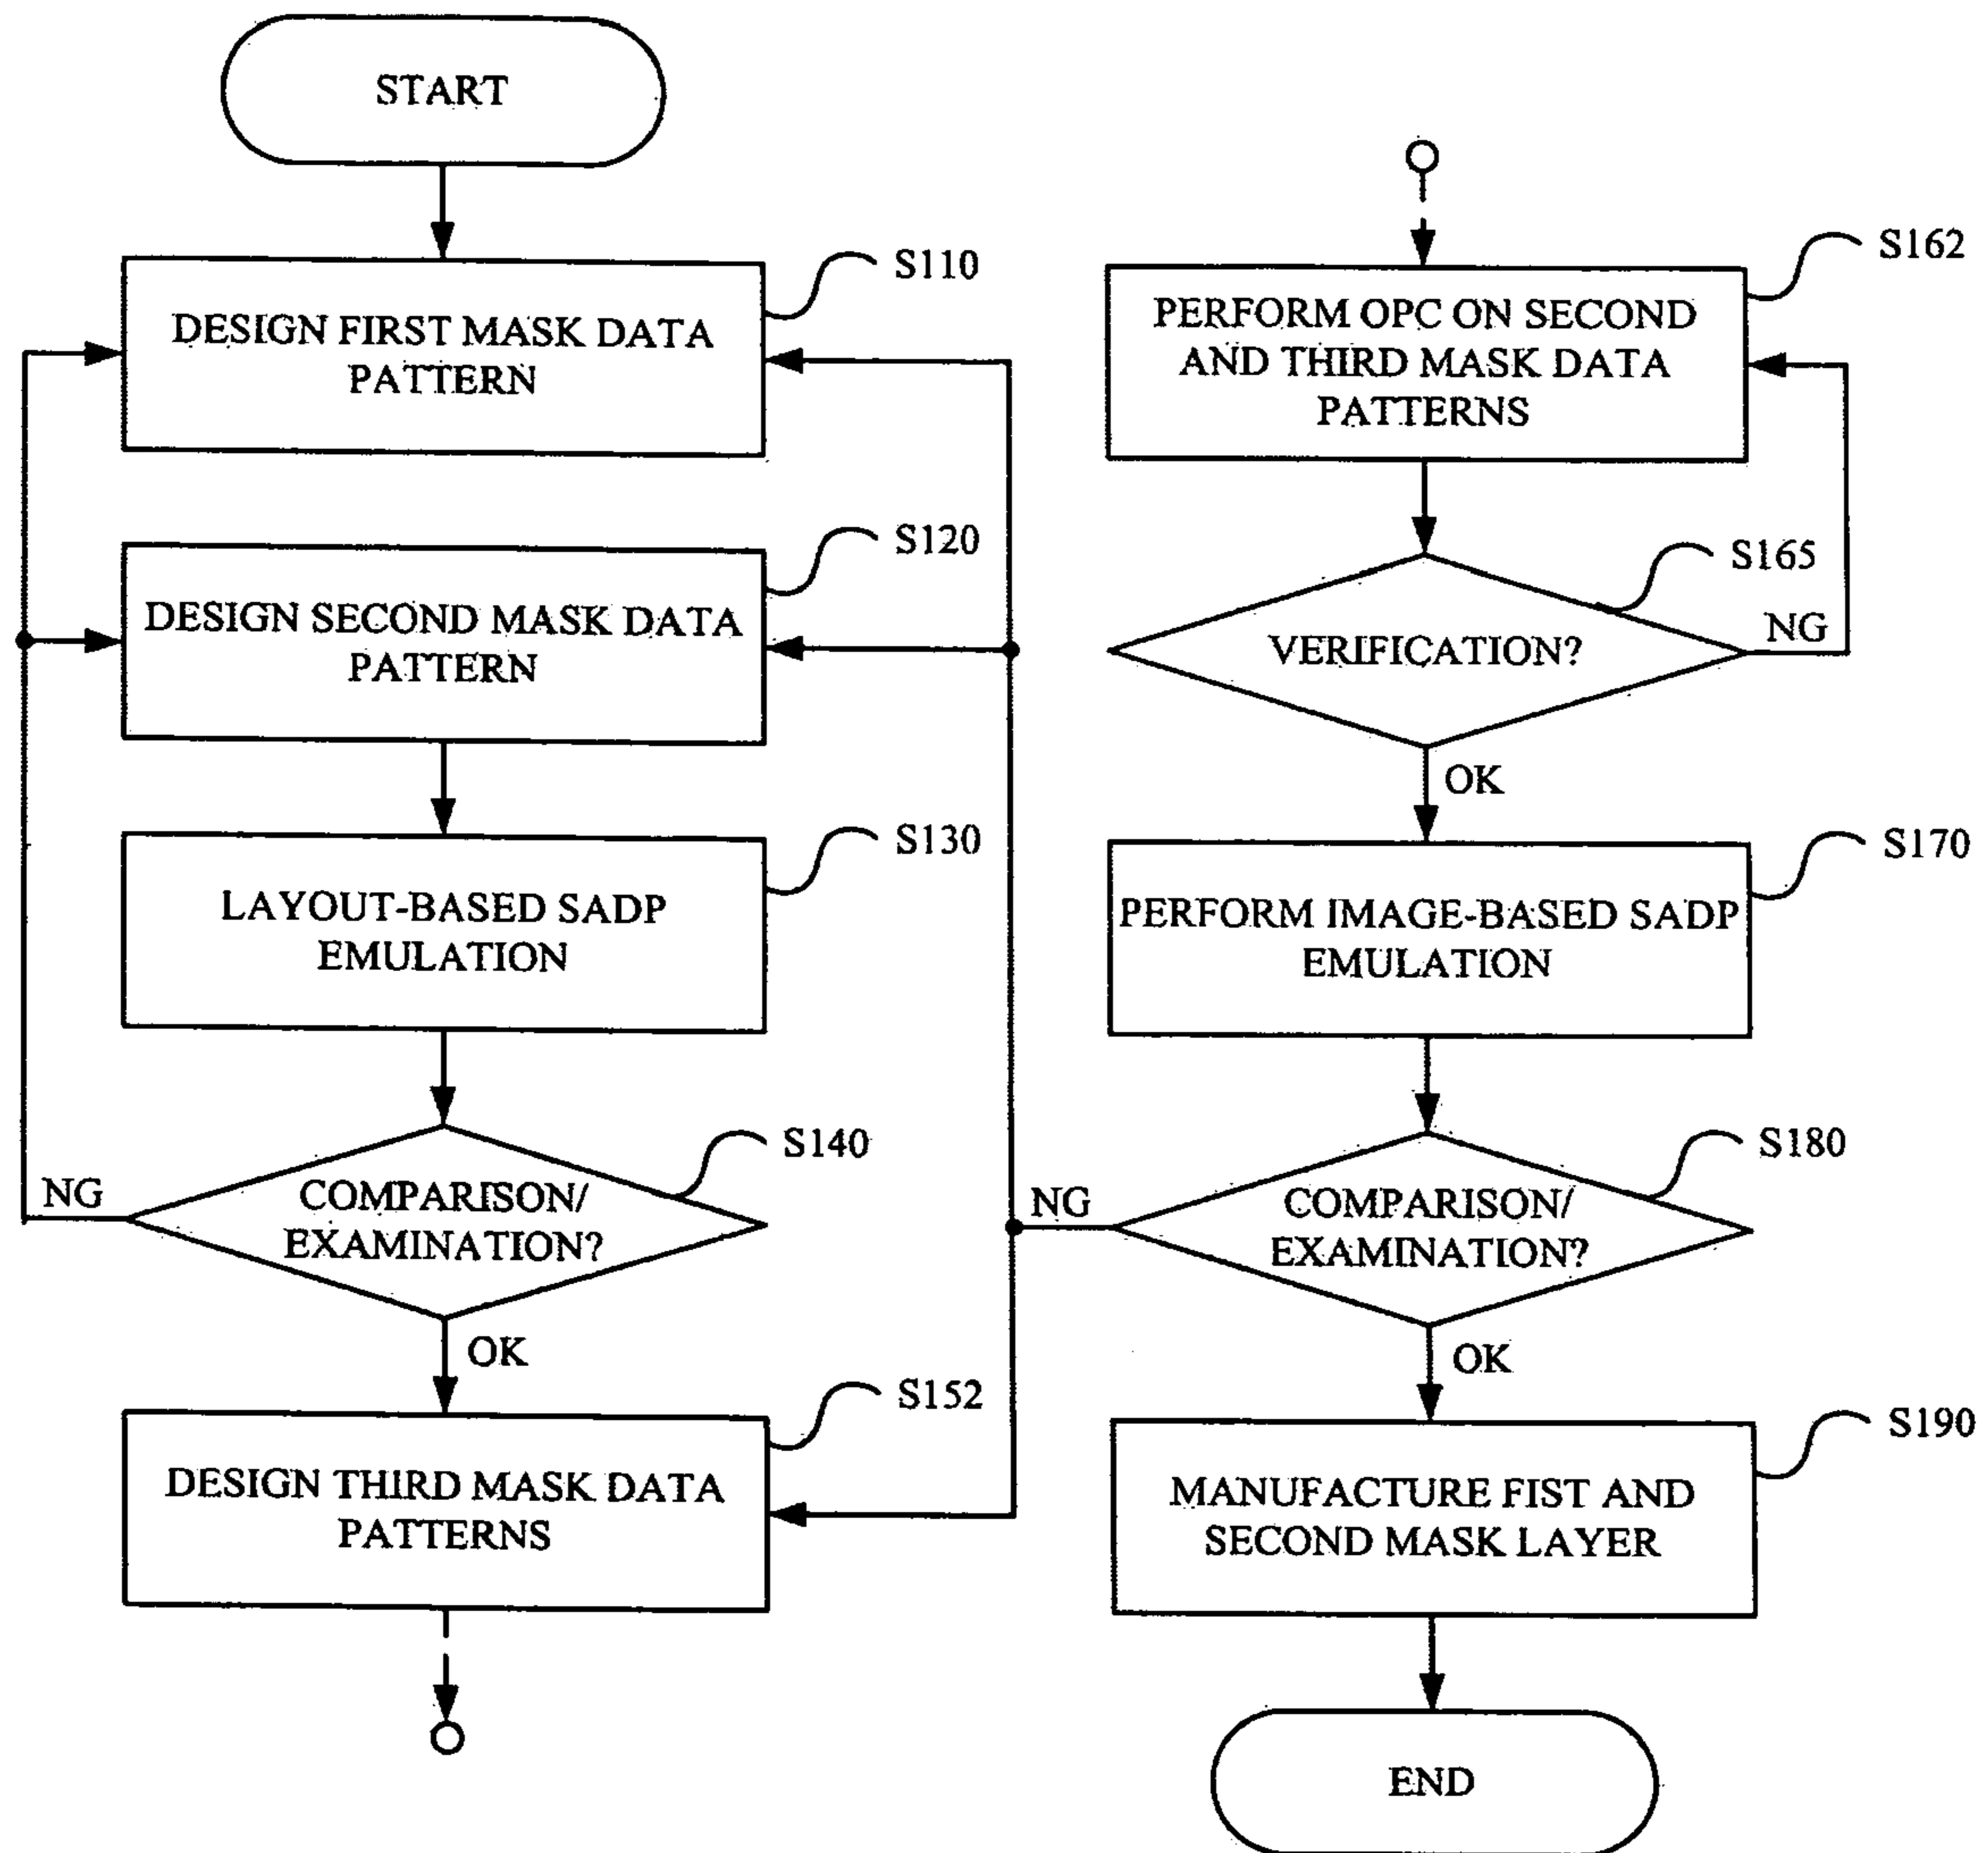 START
S110
DESIGN FIRST MASK DATA
PATTERN
S120
DESIGN SECOND MASK DATA
PATTERN
S130
LAYOUT-BASED SADP
EMULATION
S140
COMPARISON/
EXAMINATION?
NG
OK
S152
DESIGN THIRD MASK DATA
PATTERNS
S162
PERFORM OPC ON SECOND
AND THIRD MASK DATA
PATTERNS
S165
VERIFICATION?
NG
OK
S170
PERFORM IMAGE-BASED SADP
EMULATION
S180
COMPARISON/
EXAMINATION?
NG
OK
S190
MANUFACTURE FIST AND
SECOND MASK LAYER
END